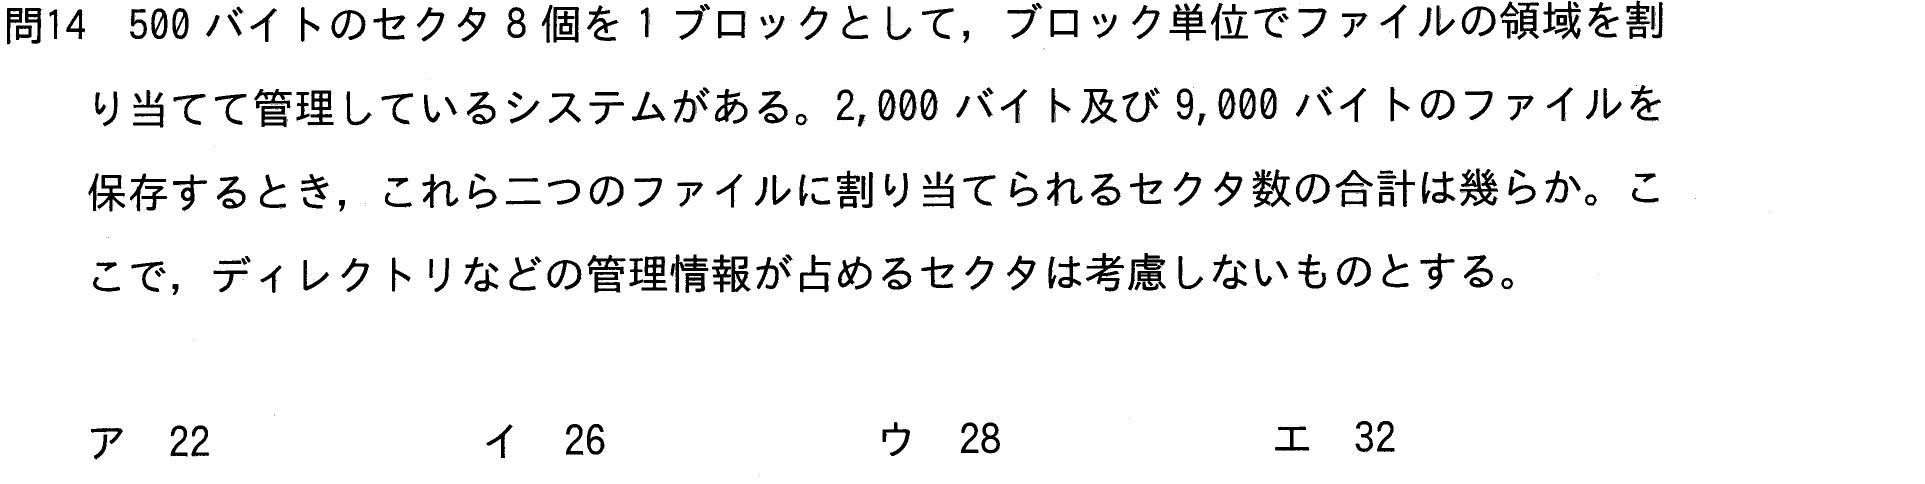 問14 500 バイトのセクタ 8 個を 1 ブロックとして，ブロック単位でファイルの領域を割
り当てて管理しているシステムがある。2,000 バイト及び 9,000 バイトのファイルを
保存するとき，これら二つのファイルに割り当てられるセクタ数の合計は幾らか。こ
こで，ディレクトリなどの管理情報が占めるセクタは考慮しないものとする。
ア 22 イ 26 ウ 28 エ 32